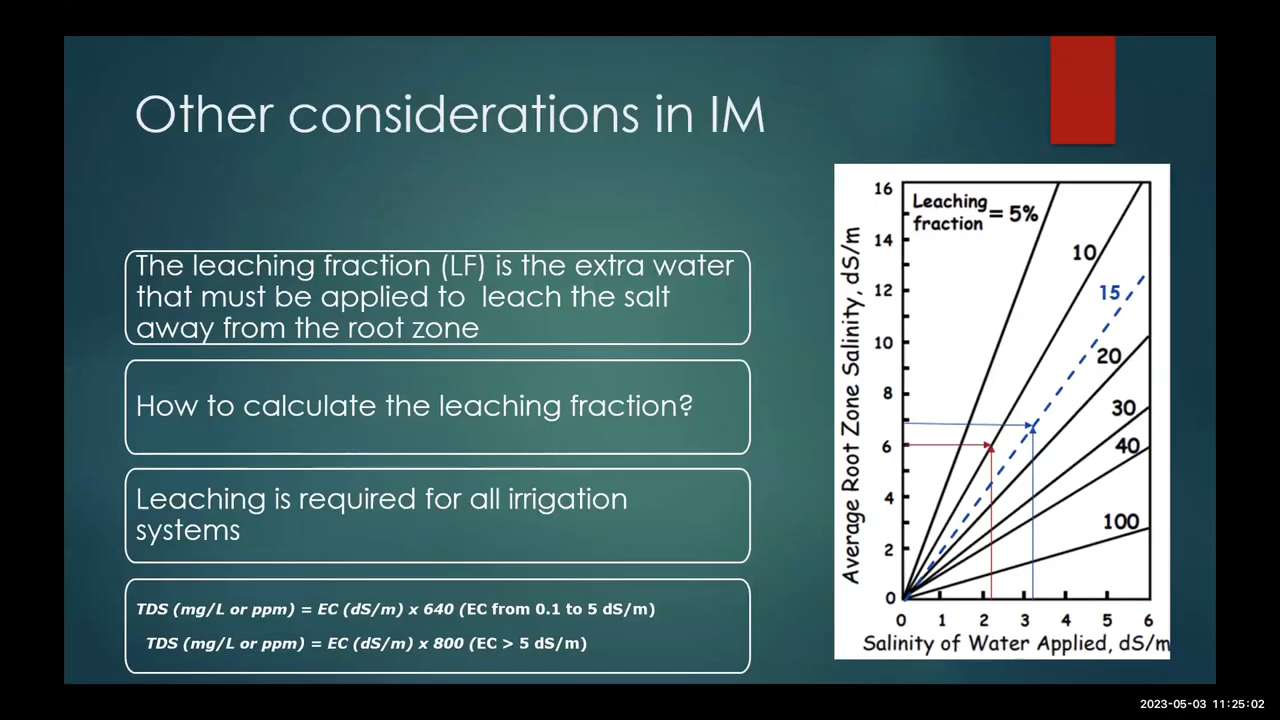 Other considerations in IM
The leaching fraction (LF) is the extra water
that must be applied to leach the salt
away from the root zone
How to calculate the leaching fraction?
Leaching is required for all irrigation
systems
TDS (mg/L or ppm) = EC (dS/m) x 640 (EC from 0.1 to 5 dS/m)
TDS (mg/L or ppm) = EC (dS/m) x 800 (EC > 5 dS/m)
Average Root Zone Salinity, dS/m
16
14
12
10
8
6
4
2
0
Leaching
fraction = 5%
10
15
20
30
40
100
0 1 2 3 4 5 6
Salinity of Water Applied, dS/m
2023-05-03 11:25:02